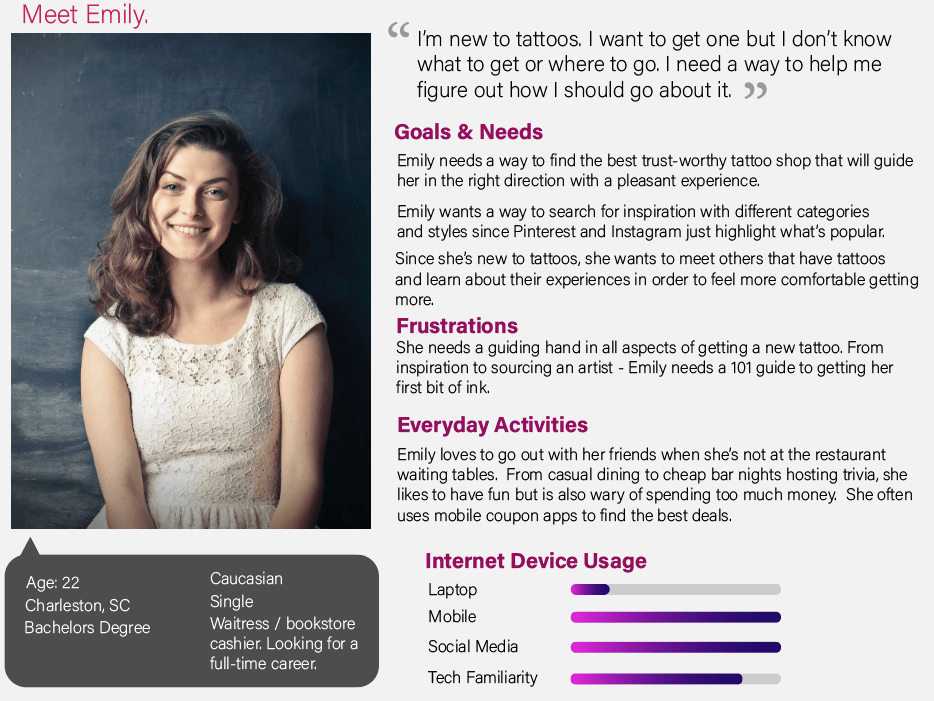 Meet Emily.
“ I’m new to tattoos. I want to get one but I don’t know
what to get or where to go. I need a way to help me
figure out how I should go about it. ”
Goals & Needs
Emily needs a way to find the best trust-worthy tattoo shop that will guide
her in the right direction with a pleasant experience.
Emily wants a way to search for inspiration with different categories
and styles since Pinterest and Instagram just highlight what’s popular.
Since she’s new to tattoos, she wants to meet others that have tattoos
and learn about their experiences in order to feel more comfortable getting
more.
Frustrations
She needs a guiding hand in all aspects of getting a new tattoo. From
inspiration to sourcing an artist - Emily needs a 101 guide to getting her
first bit of ink.
Everyday Activities
Emily loves to go out with her friends when she’s not at the restaurant
waiting tables.  From casual dining to cheap bar nights hosting trivia, she
likes to have fun but is also wary of spending too much money.  She often
uses mobile coupon apps to find the best deals.
Age: 22
Charleston, SC
Bachelors Degree
Caucasian
Single
Waitress / bookstore
cashier. Looking for a
full-time career.
Internet Device Usage
Laptop
Mobile
Social Media
Tech Familiarity